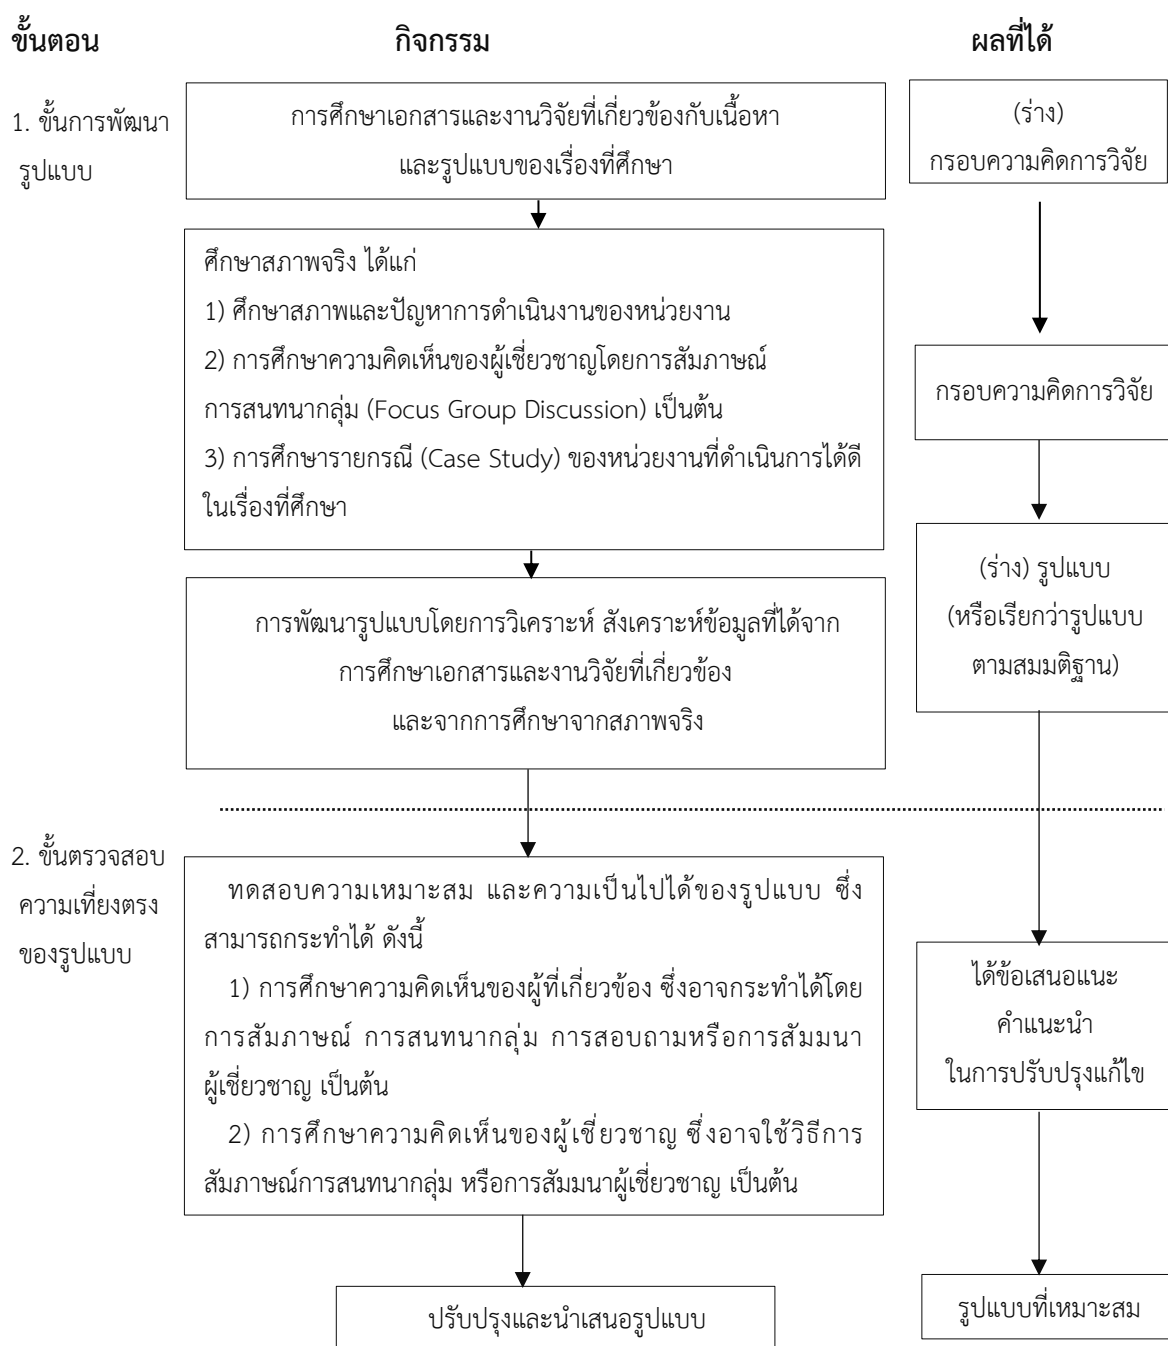 ขั้นตอน
กิจกรรม
ผลที่ได้
1. ขั้นการพัฒนา
รูปแบบ
การศึกษาเอกสารและงานวิจัยที่เกี่ยวข้องกับเนื้อหา
และรูปแบบของเรื่องที่ศึกษา
(ร่าง)
กรอบความคิดการวิจัย
ศึกษาสภาพจริง ได้แก่
1) ศึกษาสภาพและปัญหาการดำเนินงานของหน่วยงาน
2) การศึกษาความคิดเห็นของผู้เชี่ยวชาญโดยการสัมภาษณ์
การสนทนากลุ่ม (Focus Group Discussion) เป็นต้น
3) การศึกษารายกรณี (Case Study) ของหน่วยงานที่ดำเนินการได้ดี
ในเรื่องที่ศึกษา
กรอบความคิดการวิจัย
(ร่าง) รูปแบบ
(หรือเรียกว่ารูปแบบ
ตามสมมติฐาน)
การพัฒนารูปแบบโดยการวิเคราะห์ สังเคราะห์ข้อมูลที่ได้จาก
การศึกษาเอกสารและงานวิจัยที่เกี่ยวข้อง
และจากการศึกษาจากสภาพจริง
2. ขั้นตรวจสอบ
ความเที่ยงตรง
ของรูปแบบ
ทดสอบความเหมาะสม และความเป็นไปได้ของรูปแบบ ซึ่ง
สามารถกระทำได้ ดังนี้
1) การศึกษาความคิดเห็นของผู้ที่เกี่ยวข้อง ซึ่งอาจกระทำได้โดย
การสัมภาษณ์ การสนทนากลุ่ม การสอบถามหรือการสัมมนา
ผู้เชี่ยวชาญ เป็นต้น
2) การศึกษาความคิดเห็นของผู้เชี่ยวชาญ ซึ่งอาจใช้วิธีการ
สัมภาษณ์การสนทนากลุ่ม หรือการสัมมนาผู้เชี่ยวชาญ เป็นต้น
ได้ข้อเสนอแนะ
คำแนะนำ
ในการปรับปรุงแก้ไข
ปรับปรุงและนำเสนอรูปแบบ
รูปแบบที่เหมาะสม